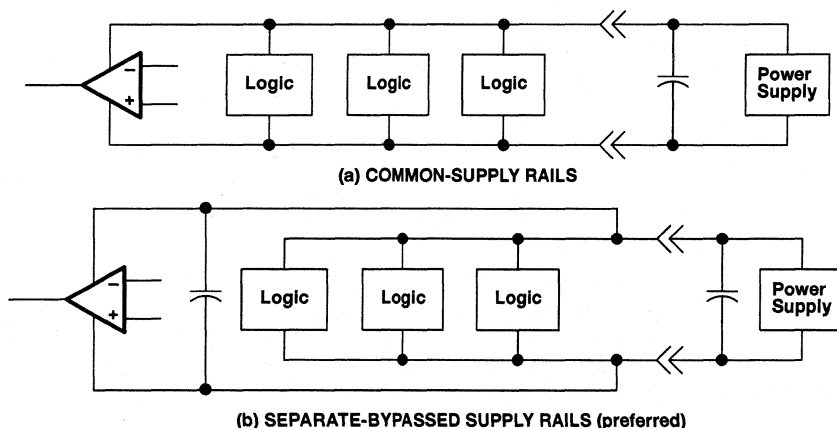 −
+
Logic
Logic
Logic
Power
Supply
(a) COMMON-SUPPLY RAILS
−
+
Logic
Logic
Logic
Power
Supply
(b) SEPARATE-BYPASSED SUPPLY RAILS (preferred)